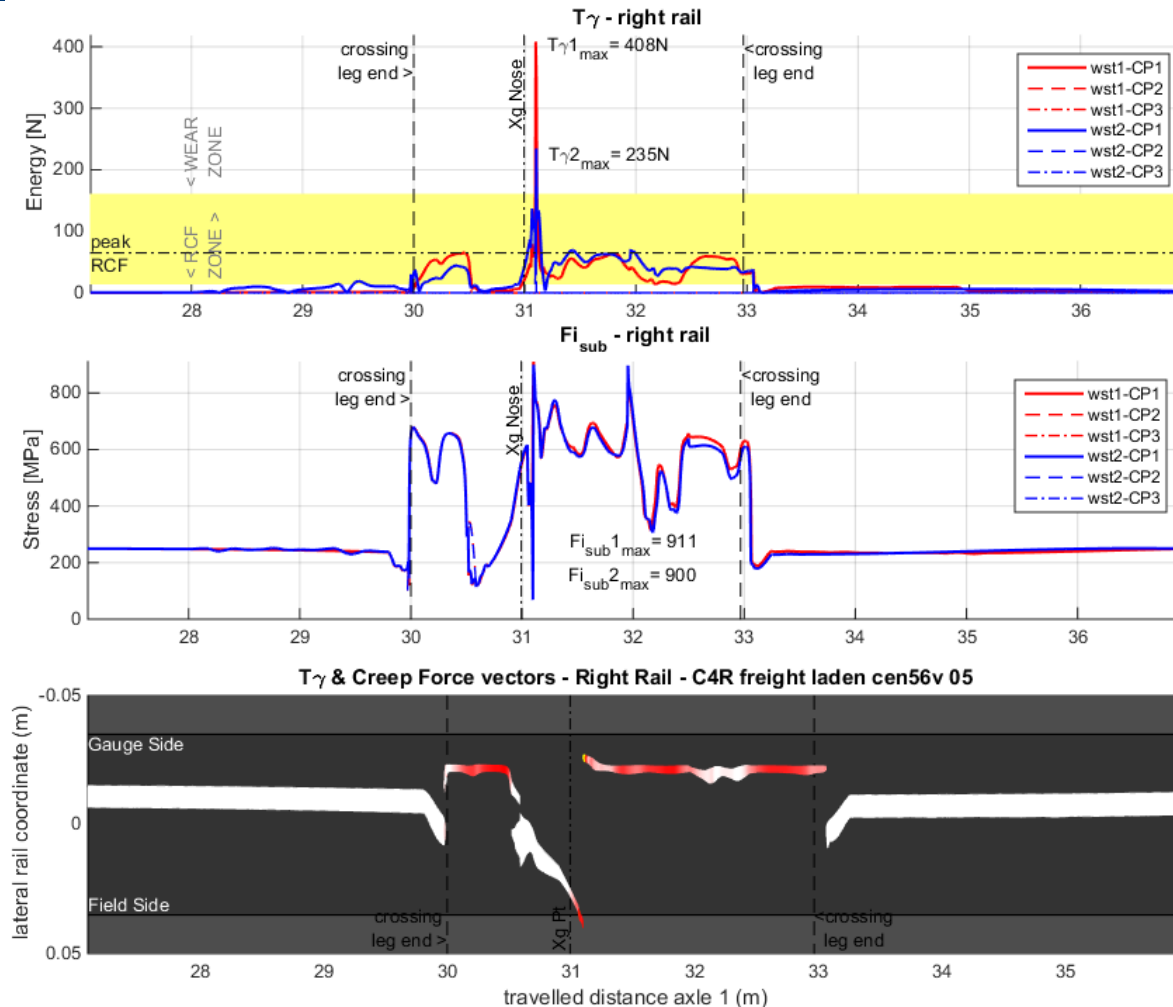 Tγ - right rail
400
300
200
100
0
Energy [N]
crossing
leg end >
Xg Nose
Tγ1max= 408N
Tγ2max= 235N
<crossing
leg end
< WEAR
ZONE
< RCF
ZONE >
peak
RCF
wst1-CP1
wst1-CP2
wst1-CP3
wst2-CP1
wst2-CP2
wst2-CP3
28 29 30 31 32 33 34 35 36
Fisub - right rail
800
600
400
200
0
Stress [MPa]
crossing
leg end >
Xg Nose
<crossing
leg end
Fisub1max= 911
Fisub2max= 900
wst1-CP1
wst1-CP2
wst1-CP3
wst2-CP1
wst2-CP2
wst2-CP3
28 29 30 31 32 33 34 35 36
Tγ & Creep Force vectors - Right Rail - C4R freight laden cen56v 05
-0.05
0
0.05
lateral rail coordinate (m)
Gauge Side
Field Side
crossing
leg end >
Xg Pt
<crossing
leg end
28 29 30 31 32 33 34 35
travelled distance axle 1 (m)